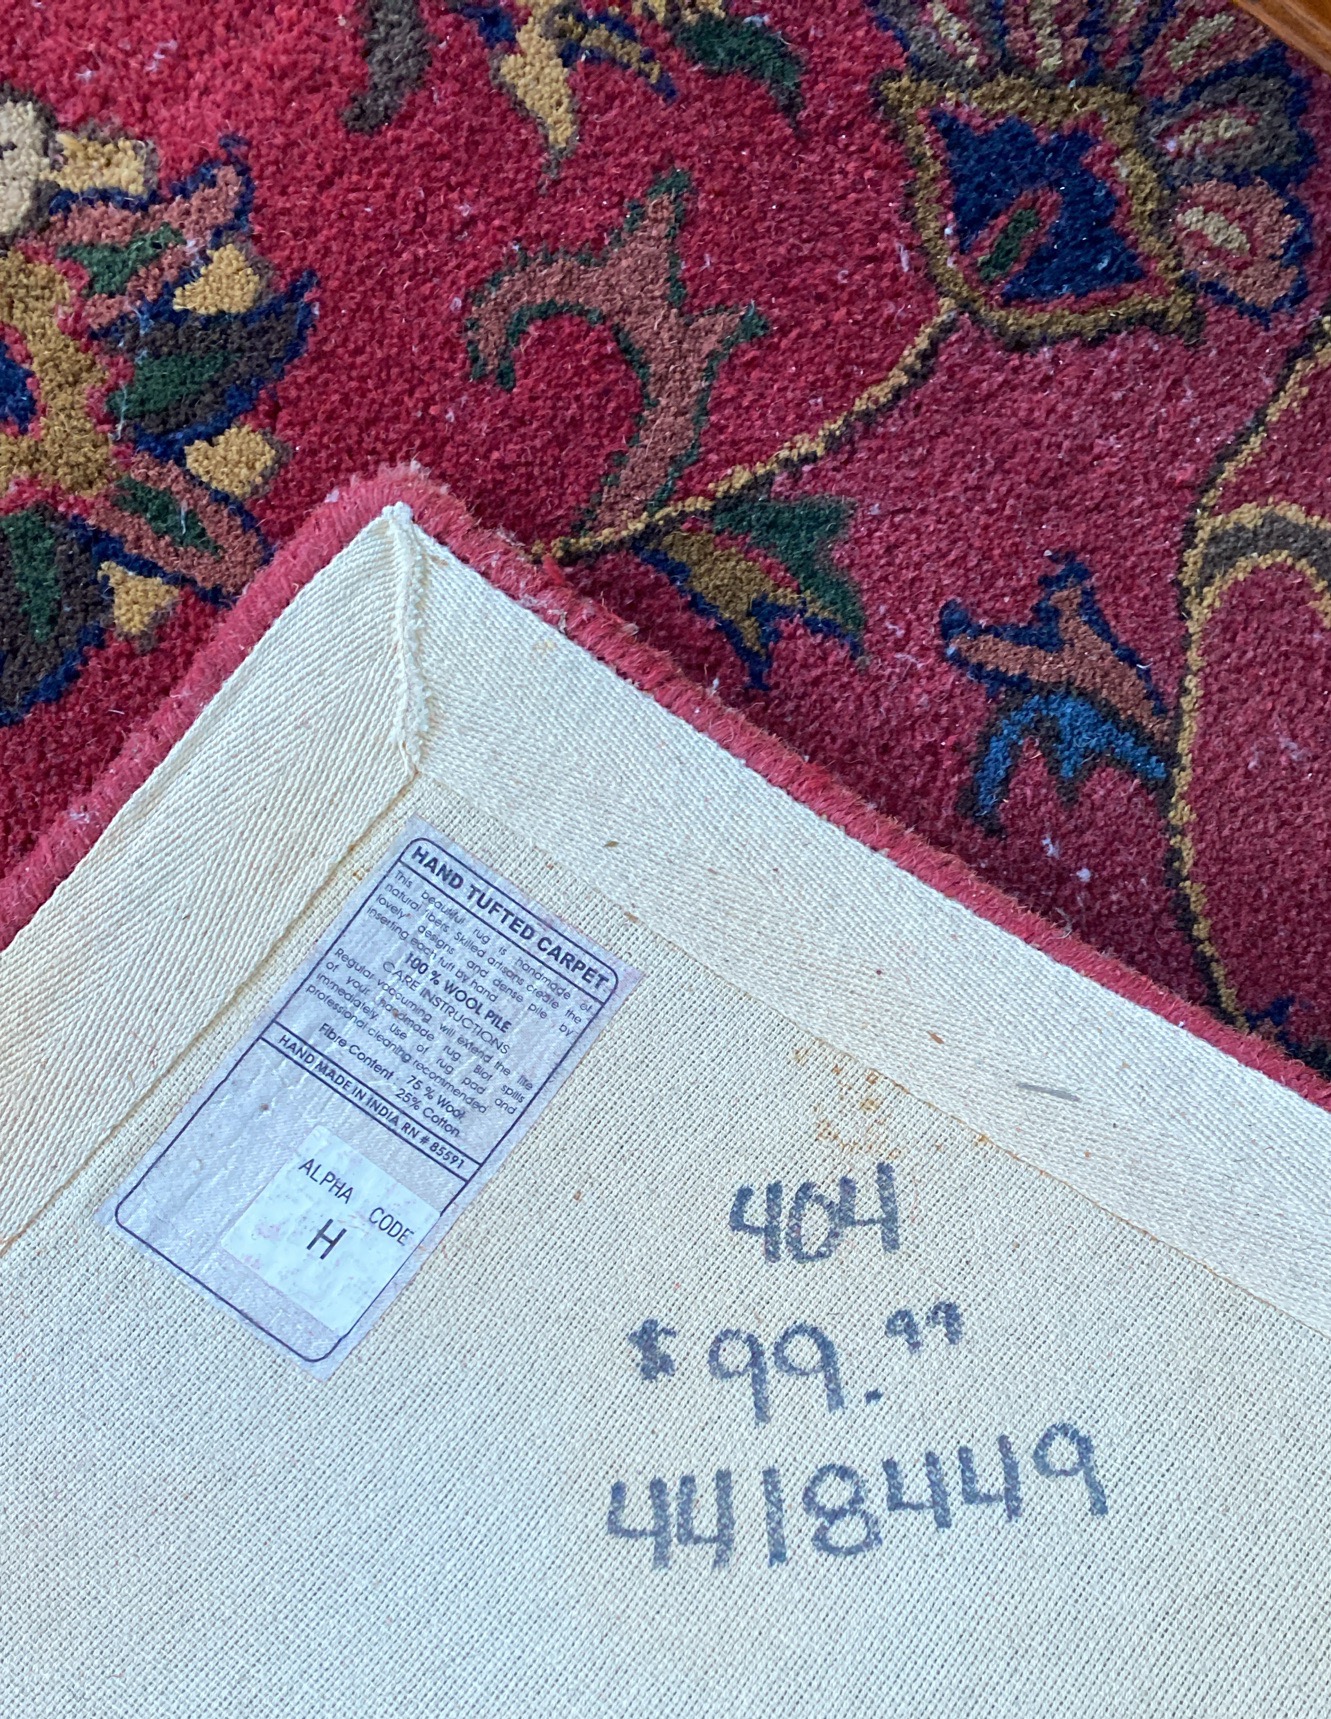 HAND TUFTED CARPET
This beautiful rug is handmade of
natural fibers. Skilled artisans create the
lovely designs and dense pile by
inserting each tuft by hand.
100 % WOOL PILE
CARE INSTRUCTIONS
Regular vacuuming will extend the life
of your handmade rug. Blot spills
immediately. Use of rug pad and
professional cleaning recommended.
Fibre Content 75 % Wool,
25% Cotton
HAND MADE IN INDIA RN # 85591
ALPHA CODE
H
404
$99.99
4418449